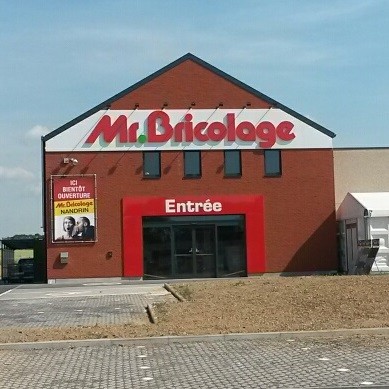 Mr.Bricolage
ICI
BIENTÔT
OUVERTURE
Mr.Bricolage
NANDRIN
Entrée